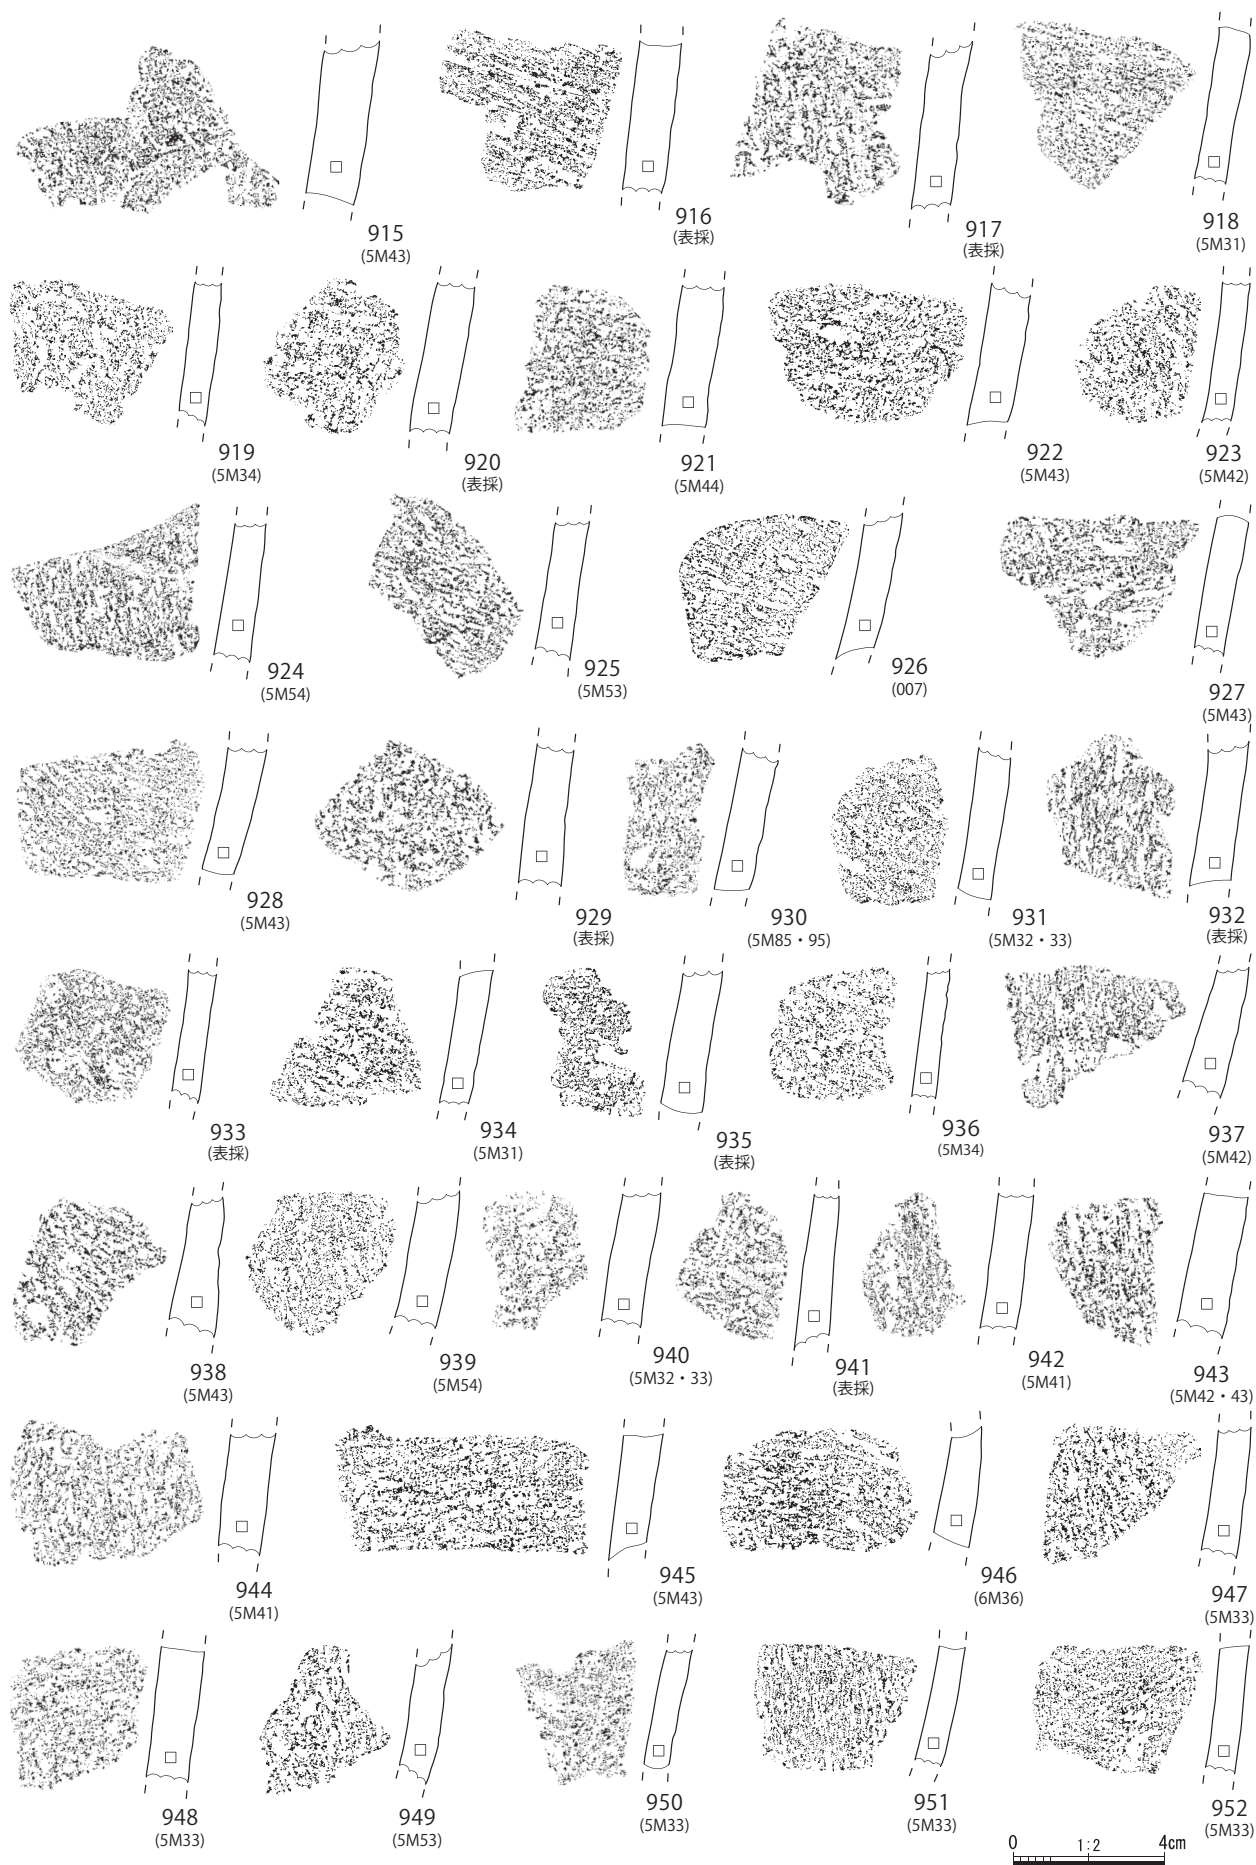 915
(5M43)
916
(表採)
917
(表採)
918
(5M31)
919
(5M34)
920
(表採)
921
(5M44)
922
(5M43)
923
(5M42)
924
(5M54)
925
(5M53)
926
(007)
927
(5M43)
928
(5M43)
929
(表採)
930
(5M85・95)
931
(5M32・33)
932
(表採)
933
(表採)
934
(5M31)
935
(表採)
936
(5M34)
937
(5M42)
938
(5M43)
939
(5M54)
940
(5M32・33)
941
(表採)
942
(5M41)
943
(5M42・43)
944
(5M41)
945
(5M43)
946
(6M36)
947
(5M33)
948
(5M33)
949
(5M53)
950
(5M33)
951
(5M33)
952
(5M33)
0 1:2 4cm